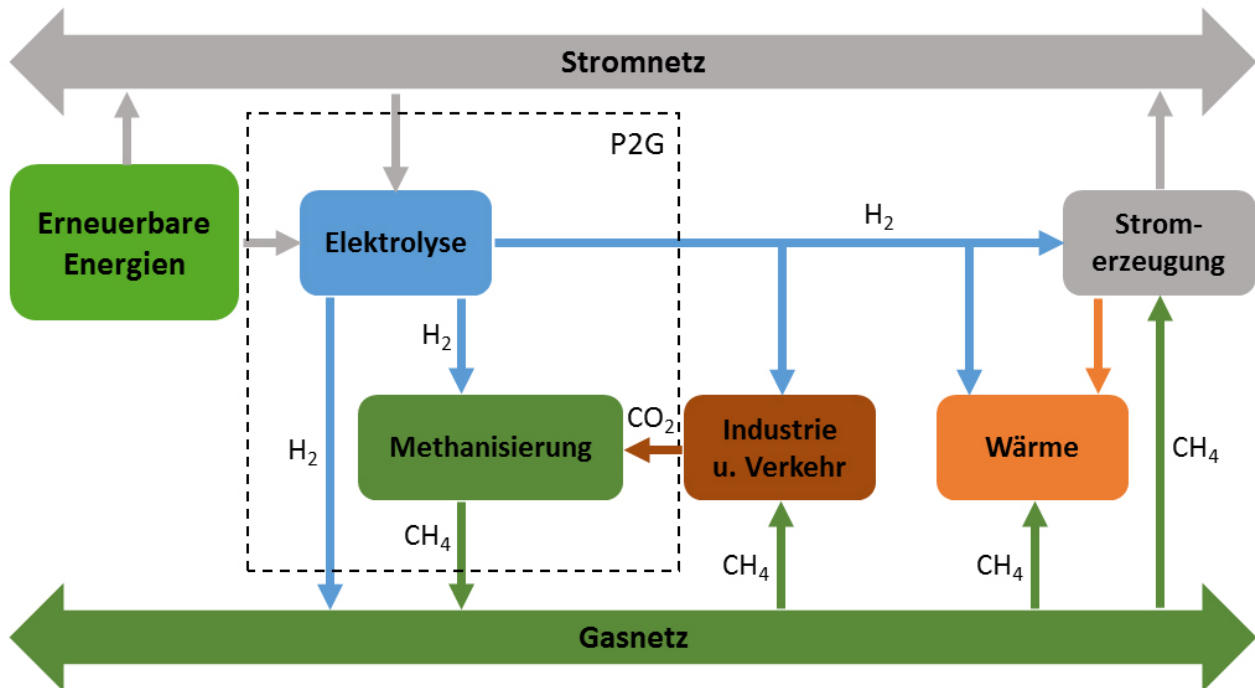 Stromnetz
P2G
Erneuerbare
Energien
Elektrolyse
H₂
Strom-
erzeugung
H₂
H₂
Methanisierung
CO₂
Industrie
u. Verkehr
Wärme
CH₄
CH₄
CH₄
CH₄
Gasnetz